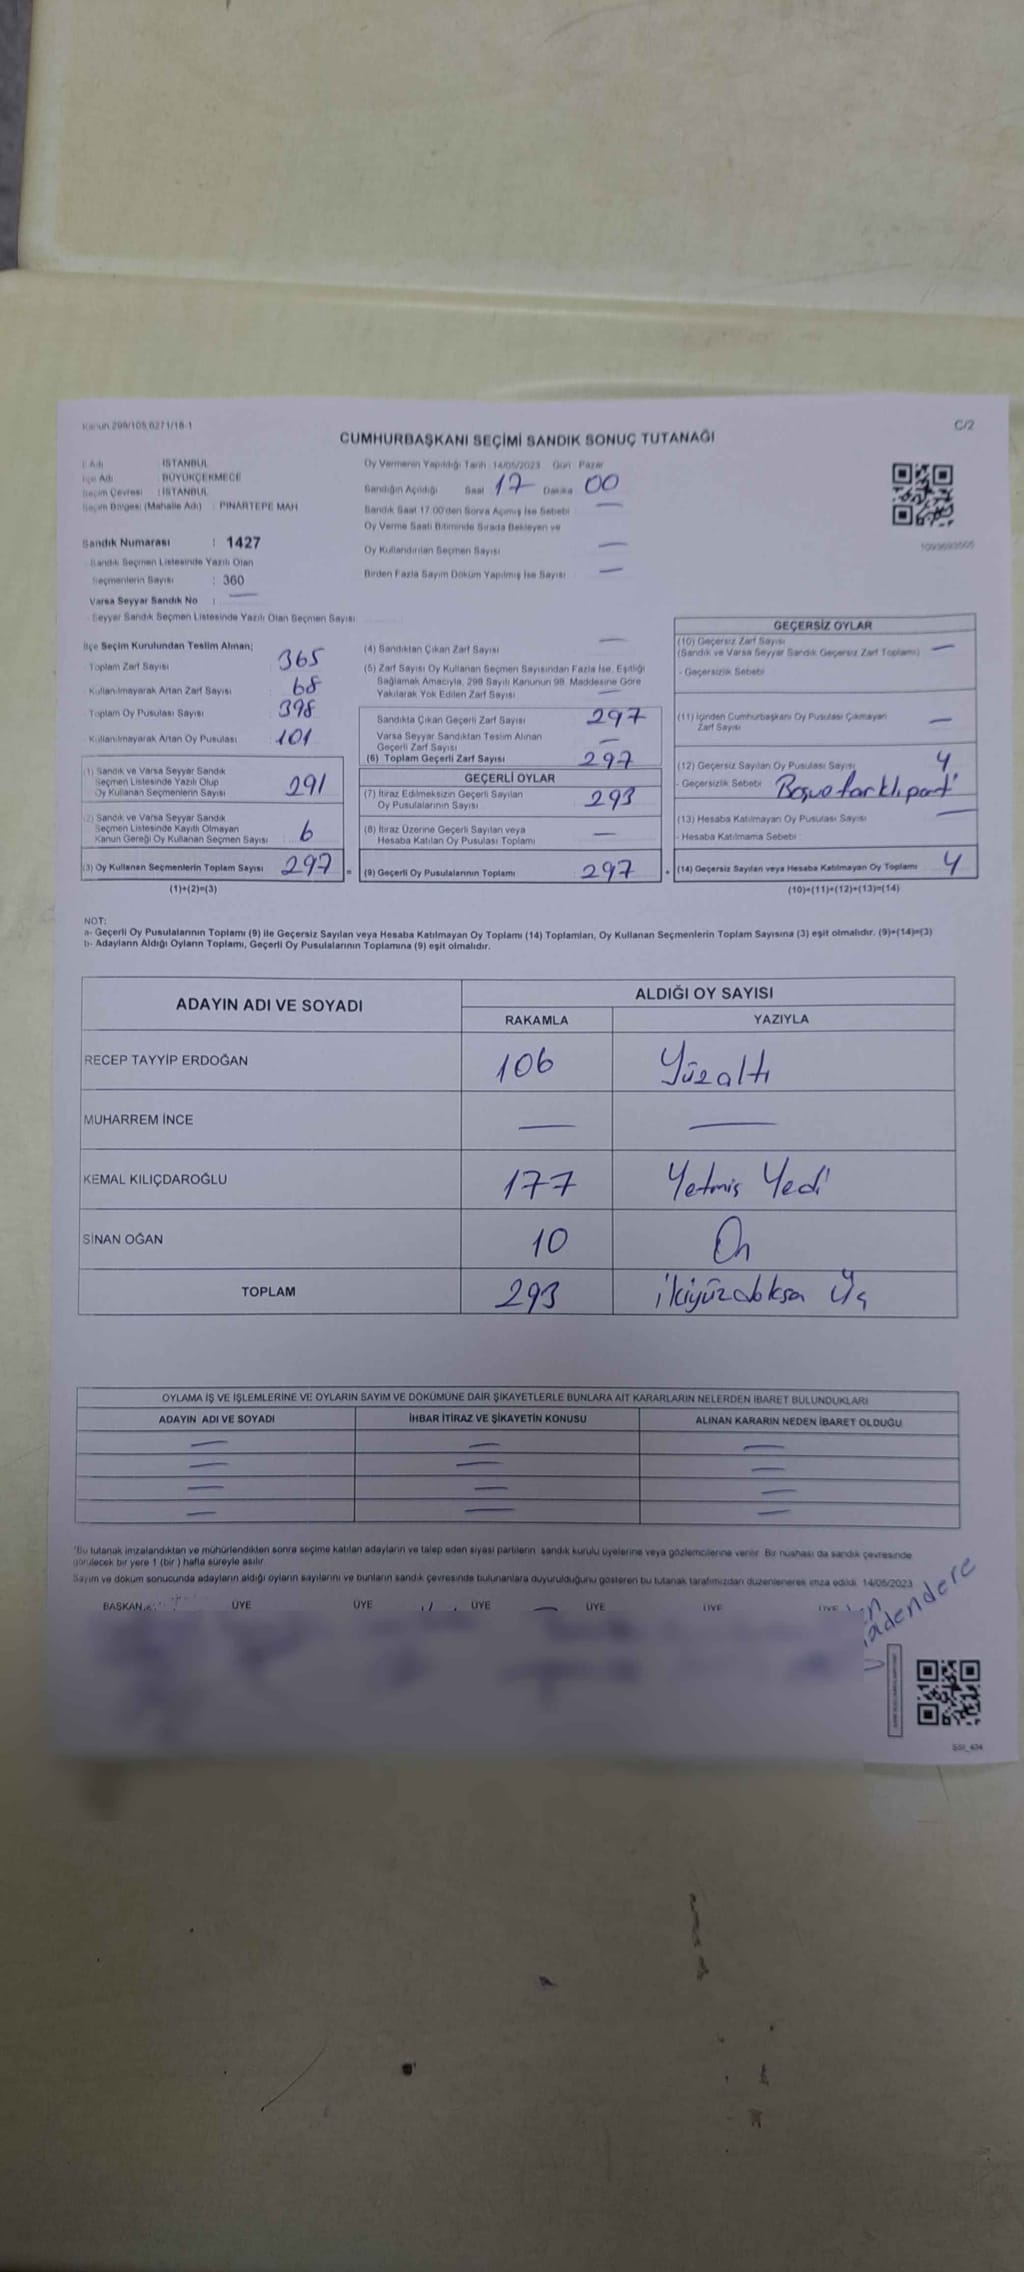 Kanun 298/105,6271/18-1
C/2
CUMHURBAŞKANI SEÇİMİ SANDIK SONUÇ TUTANAĞI
İl Adı : İSTANBUL
İlçe Adı : BÜYÜKÇEKMECE
Seçim Çevresi : İSTANBUL
Seçim Bölgesi (Mahalle Adı) : PINARTEPE MAH
Sandık Numarası : 1427
Sandık Seçmen Listesinde Yazılı Olan
Seçmenlerin Sayısı : 360
Varsa Seyyar Sandık No : —
Seyyar Sandık Seçmen Listesinde Yazılı Olan Seçmen Sayısı
Oy Vermenin Yapıldığı Tarih : 14/05/2023 Gün : Pazar
Sandığın Açıldığı Saat 17 Dakika 00
Sandık Saat 17.00'den Sonra Açılmış İse Sebebi —
Oy Verme Saati Bitiminde Sırada Bekleyen ve
Oy Kullandırılan Seçmen Sayısı —
Birden Fazla Sayım Döküm Yapılmış İse Sayısı —
İlçe Seçim Kurulundan Teslim Alınan;
- Toplam Zarf Sayısı 365
- Kullanılmayarak Artan Zarf Sayısı 68
- Toplam Oy Pusulası Sayısı 398
- Kullanılmayarak Artan Oy Pusulası 101
(1) Sandık ve Varsa Seyyar Sandık
Seçmen Listesinde Yazılı Olup
Oy Kullanan Seçmenlerin Sayısı 291
(2) Sandık ve Varsa Seyyar Sandık
Seçmen Listesinde Kayıtlı Olmayan
Kanun Gereği Oy Kullanan Seçmen Sayısı 6
(3) Oy Kullanan Seçmenlerin Toplam Sayısı 297 =
(1)+(2)=(3)
(4) Sandıktan Çıkan Zarf Sayısı —
(5) Zarf Sayısı Oy Kullanan Seçmen Sayısından Fazla İse, Eşitliği
Sağlamak Amacıyla, 298 Sayılı Kanunun 98. Maddesine Göre
Yakılarak Yok Edilen Zarf Sayısı —
Sandıkta Çıkan Geçerli Zarf Sayısı 297
Varsa Seyyar Sandıktan Teslim Alınan
Geçerli Zarf Sayısı —
(6) Toplam Geçerli Zarf Sayısı 297
GEÇERLİ OYLAR
(7) İtiraz Edilmeksizin Geçerli Sayılan
Oy Pusulalarının Sayısı 293
(8) İtiraz Üzerine Geçerli Sayılan veya
Hesaba Katılan Oy Pusulası Toplamı —
(9) Geçerli Oy Pusulalarının Toplamı 297 +
GEÇERSİZ OYLAR
(10) Geçersiz Zarf Sayısı
(Sandık ve Varsa Seyyar Sandık Geçersiz Zarf Toplamı) —
- Geçersizlik Sebebi
(11) İçinden Cumhurbaşkanı Oy Pusulası Çıkmayan
Zarf Sayısı —
(12) Geçersiz Sayılan Oy Pusulası Sayısı 4
- Geçersizlik Sebebi Boş ve farklı parti
(13) Hesaba Katılmayan Oy Pusulası Sayısı —
- Hesaba Katılmama Sebebi
(14) Geçersiz Sayılan veya Hesaba Katılmayan Oy Toplamı 4
(10)+(11)+(12)+(13)=(14)
NOT:
a- Geçerli Oy Pusulalarının Toplamı (9) ile Geçersiz Sayılan veya Hesaba Katılmayan Oy Toplamı (14) Toplamları, Oy Kullanan Seçmenlerin Toplam Sayısına (3) eşit olmalıdır. (9)+(14)=(3)
b- Adayların Aldığı Oyların Toplamı, Geçerli Oy Pusulalarının Toplamına (9) eşit olmalıdır.
ADAYIN ADI VE SOYADI ALDIĞI OY SAYISI
RAKAMLA YAZIYLA
RECEP TAYYİP ERDOĞAN 106 Yüzaltı
MUHARREM İNCE — —
KEMAL KILIÇDAROĞLU 177 Yetmiş Yedi
SİNAN OĞAN 10 On
TOPLAM 293 İkiyüzdoksan Üç
OYLAMA İŞ VE İŞLEMLERİNE VE OYLARIN SAYIM VE DÖKÜMÜNE DAİR ŞİKAYETLERLE BUNLARA AİT KARARLARIN NELERDEN İBARET BULUNDUKLARI
ADAYIN ADI VE SOYADI İHBAR İTİRAZ VE ŞİKAYETİN KONUSU ALINAN KARARIN NEDEN İBARET OLDUĞU
— — —
— — —
— — —
— — —
*Bu tutanak imzalandıktan ve mühürlendikten sonra seçime katılan adayların ve talep eden siyasi partilerin sandık kurulu üyelerine veya gözlemcilerine verilir. Bir nüshası da sandık çevresinde
görülecek bir yere 1 (bir ) hafta süreyle asılır.
Sayım ve döküm sonucunda adayların aldığı oyların sayılarını ve bunların sandık çevresinde bulunanlara duyurulduğunu gösteren bu tutanak tarafımızdan düzenlenerek imza edildi. 14/05/2023
BAŞKAN ÜYE ÜYE ÜYE ÜYE ÜYE ÜYE